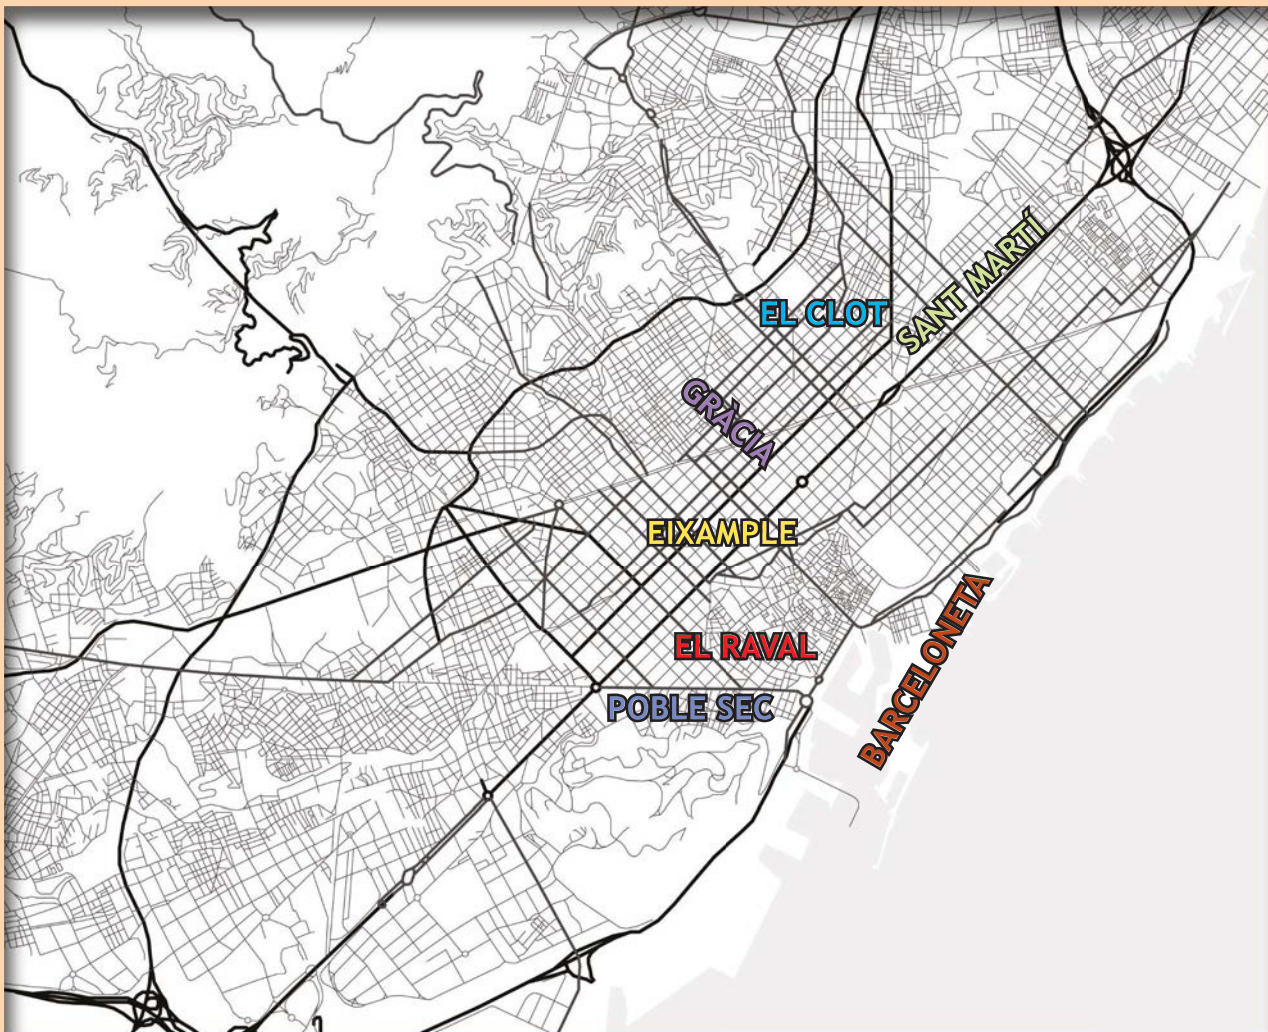 EL CLOT
SANT MARTÍ
GRÀCIA
EIXAMPLE
EL RAVAL
POBLE SEC
BARCELONETA